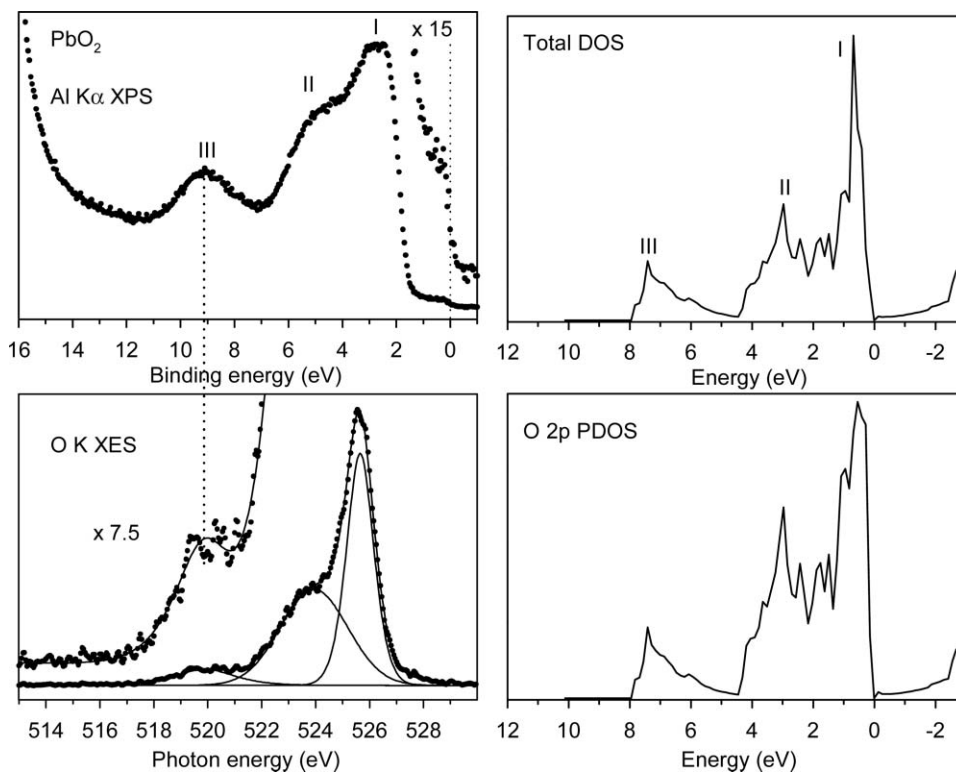 PbO₂
Al Kα XPS
I
II
III
x 15
16 14 12 10 8 6 4 2 0
Binding energy (eV)
Total DOS
I
II
III
12 10 8 6 4 2 0 -2
Energy (eV)
O K XES
x 7.5
514 516 518 520 522 524 526 528
Photon energy (eV)
O 2p PDOS
12 10 8 6 4 2 0 -2
Energy (eV)